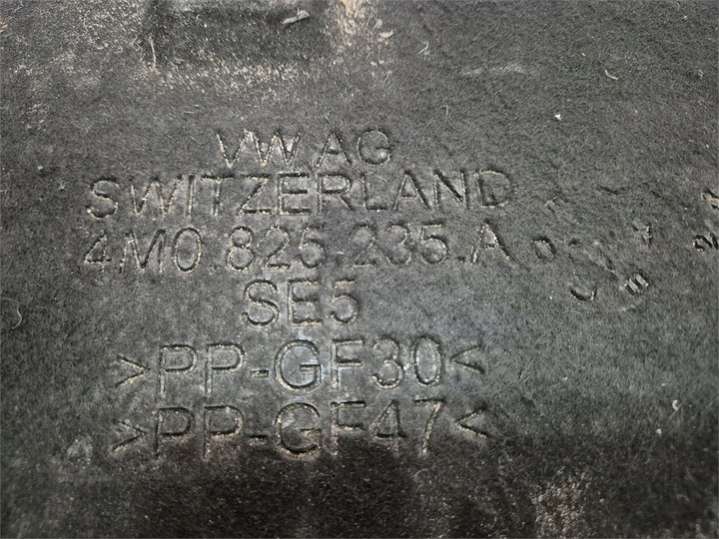 VW AG
SWITZERLAND
4M0.825.235.A
SE5
>PP-GF30<
>PP-GF47<